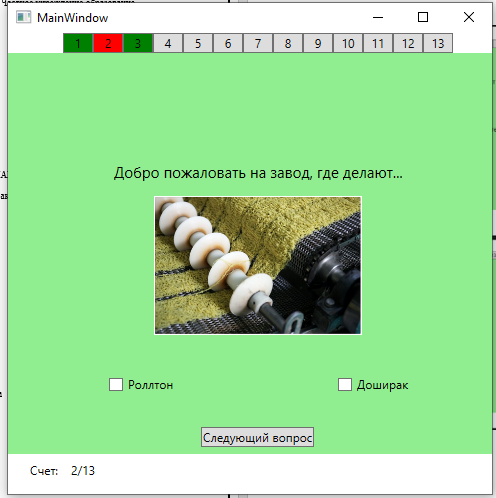 MainWindow
1 2 3 4 5 6 7 8 9 10 11 12 13
Добро пожаловать на завод, где делают...
Роллтон Доширак
Следующий вопрос
Счет: 2/13